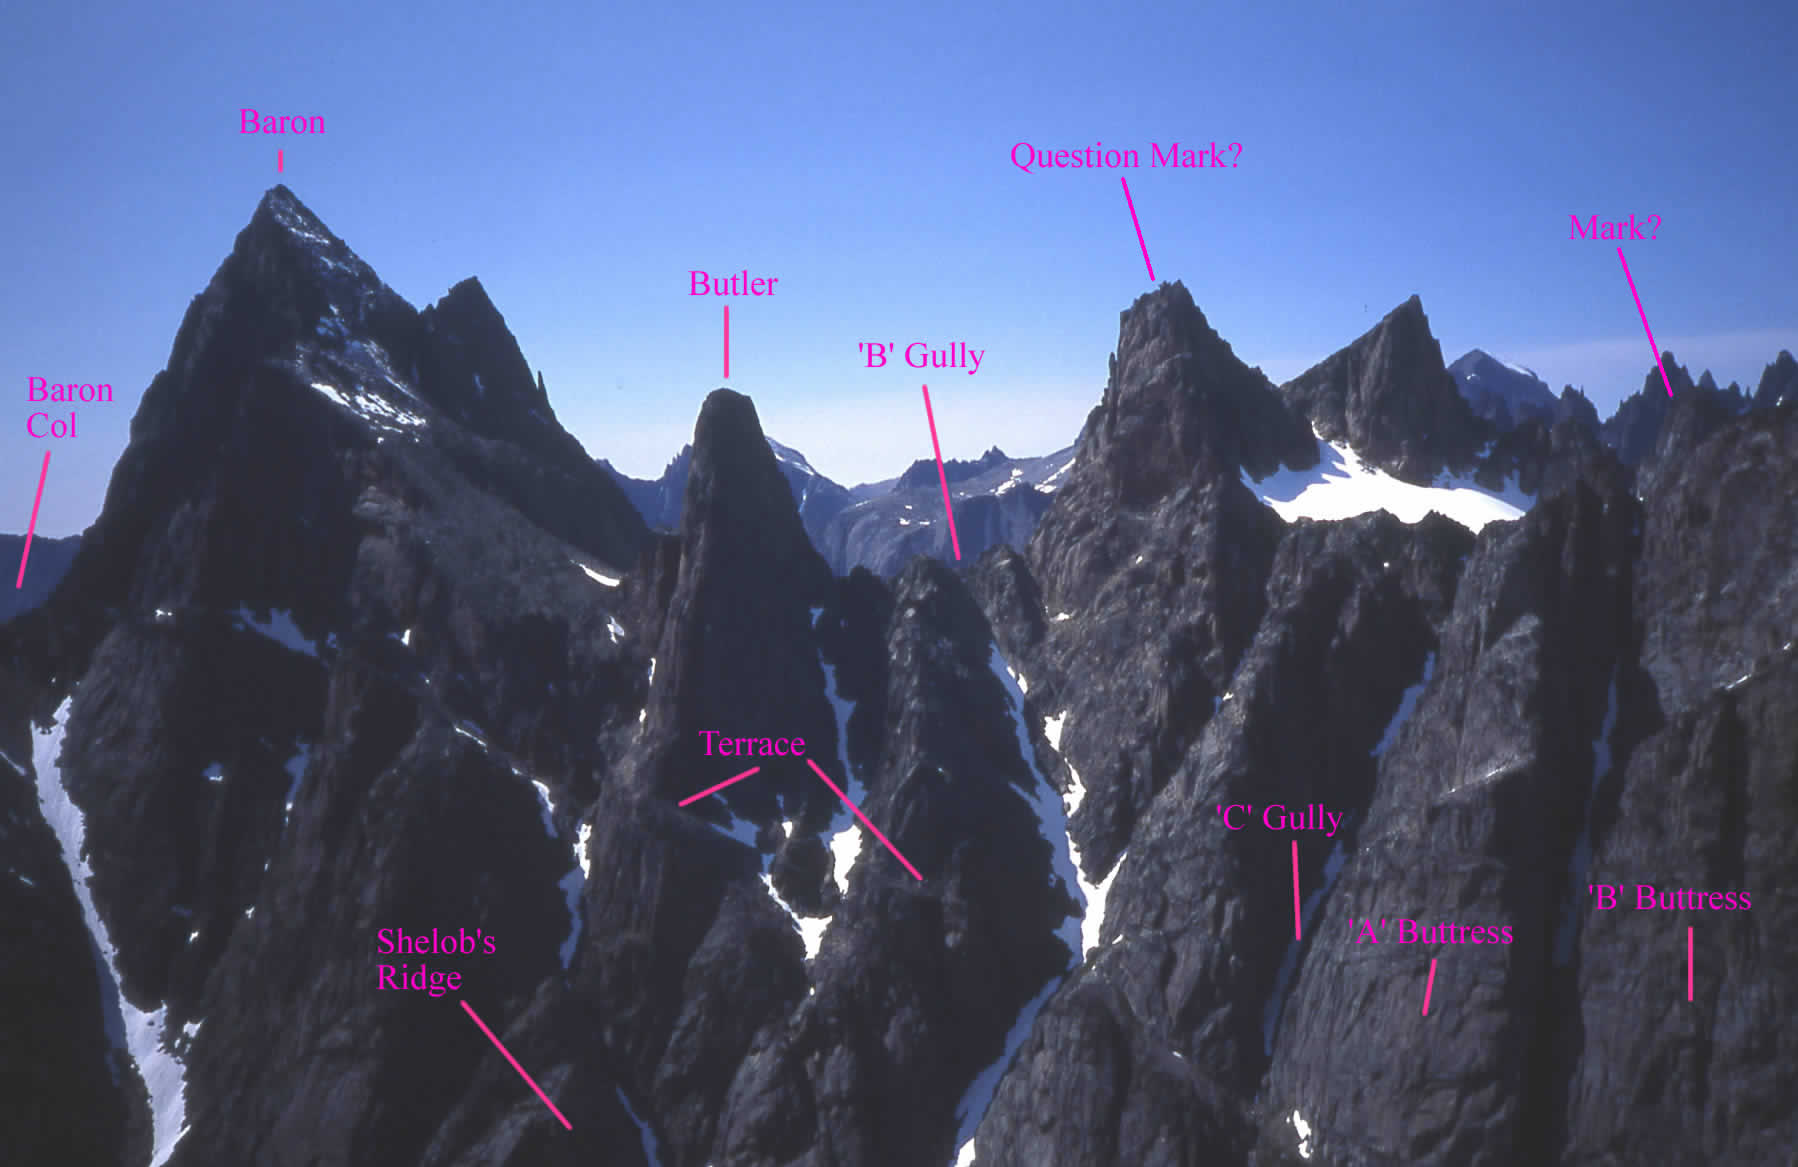 Baron
Question Mark?
Mark?
Butler
'B' Gully
Baron
Col
Terrace
'C' Gully
'B' Buttress
'A' Buttress
Shelob's
Ridge